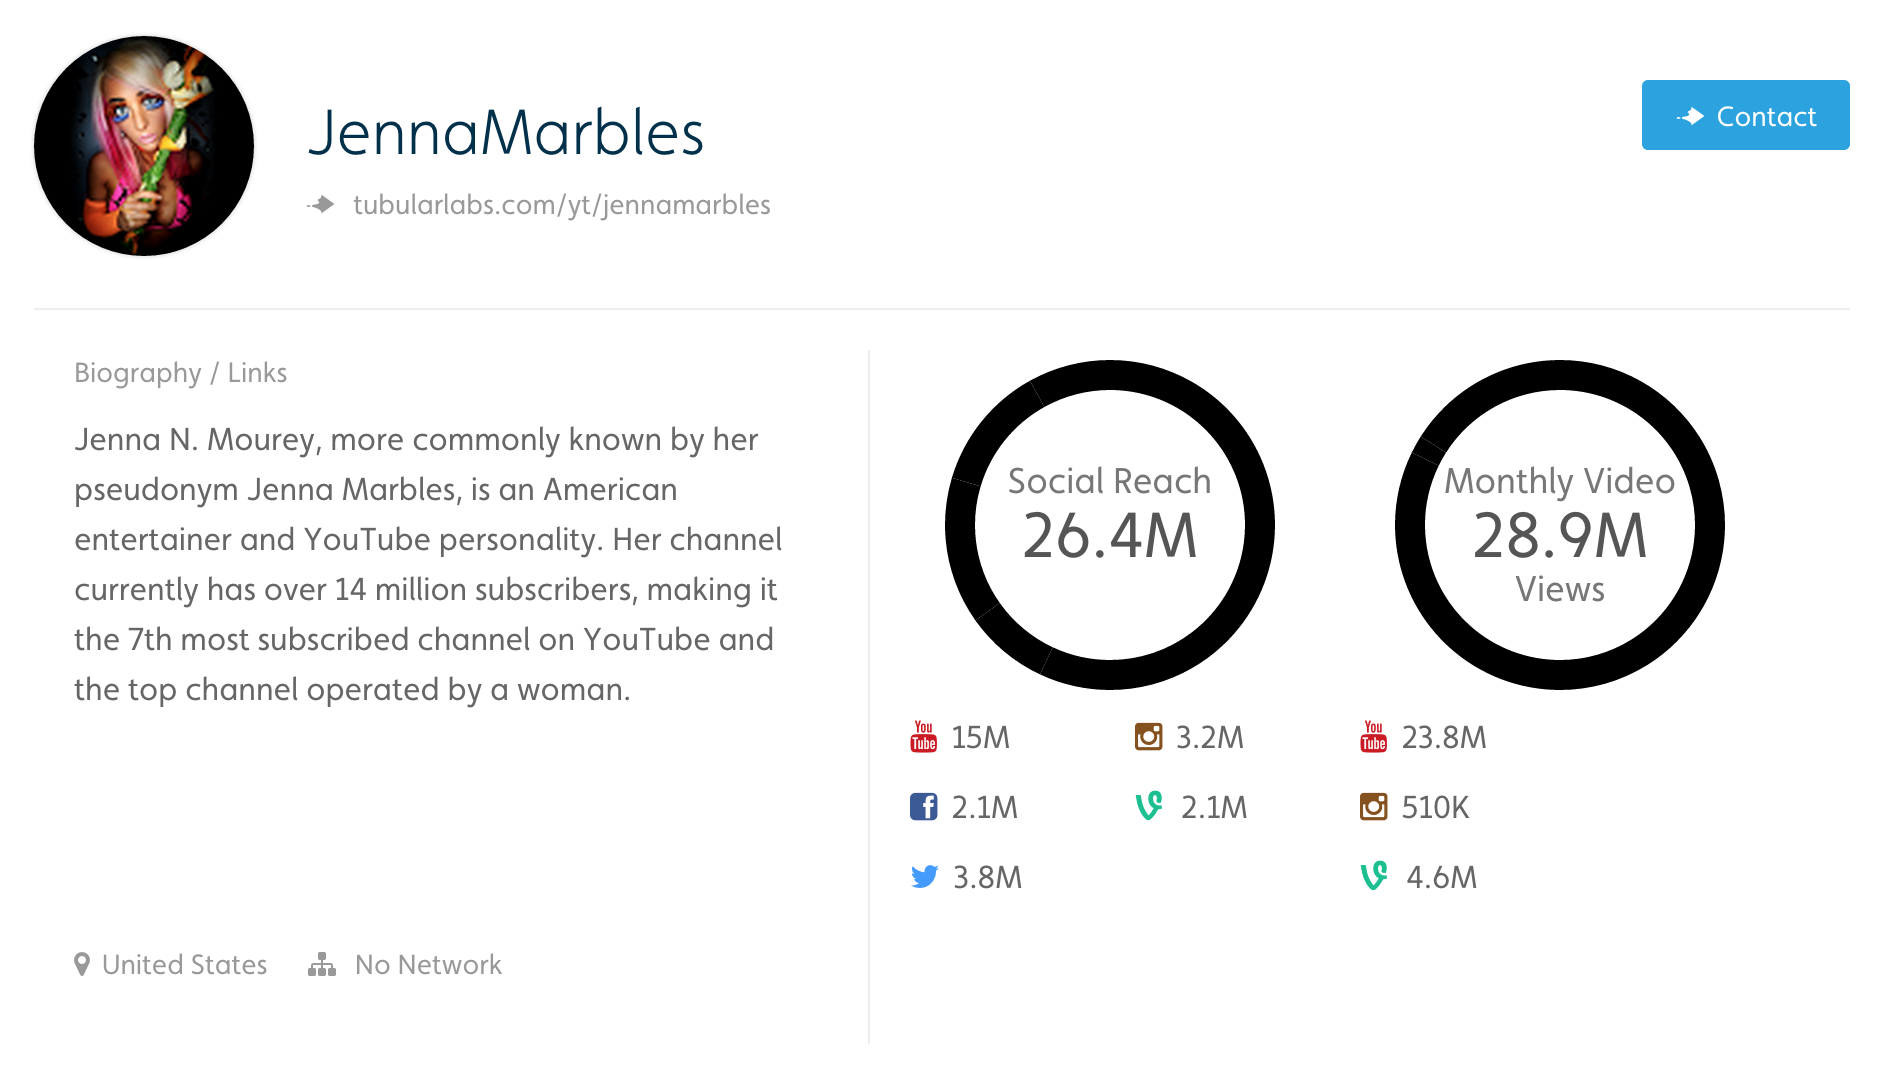 JennaMarbles
tubularlabs.com/yt/jennamarbles
Contact
Biography / Links
Jenna N. Mourey, more commonly known by her
pseudonym Jenna Marbles, is an American
entertainer and YouTube personality. Her channel
currently has over 14 million subscribers, making it
the 7th most subscribed channel on YouTube and
the top channel operated by a woman.
United States
No Network
Social Reach
26.4M
You Tube 15M
3.2M
2.1M
2.1M
3.8M
Monthly Video
28.9M
Views
You Tube 23.8M
510K
4.6M